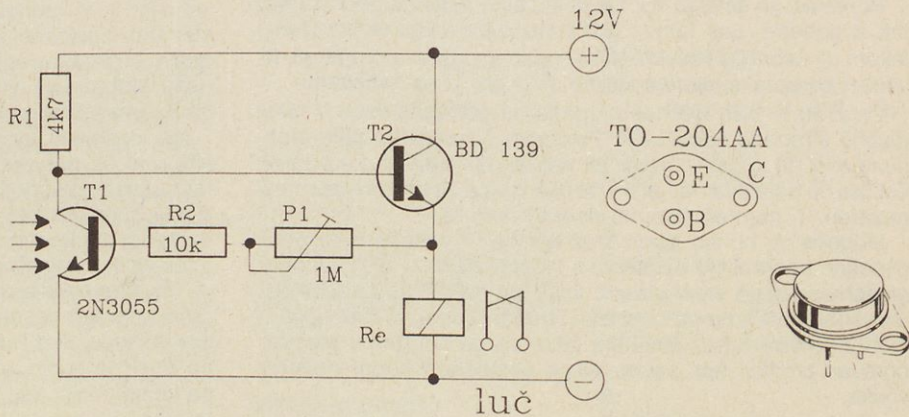 12V
R1
4k7
T2
BD 139
TO-204AA
E
C
B
T1
R2
10k
P1
1M
2N3055
Re
luč